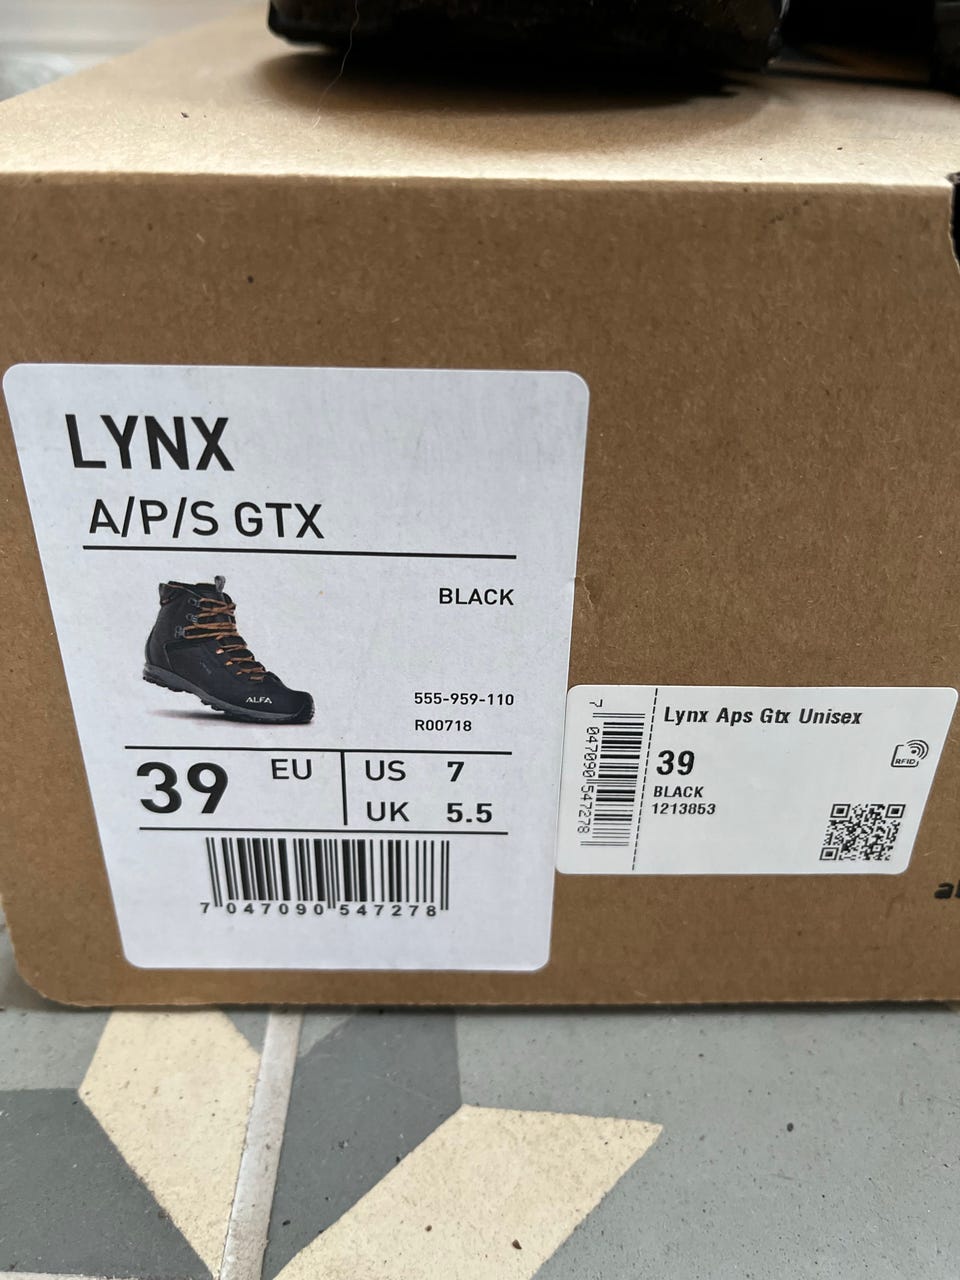 LYNX
A/P/S GTX
BLACK
ALFA
555-959-110
R00718
39 EU
US 7
UK 5.5
7 047090 547278
7 047090 547278
Lynx Aps Gtx Unisex
39
BLACK
1213853
RFID